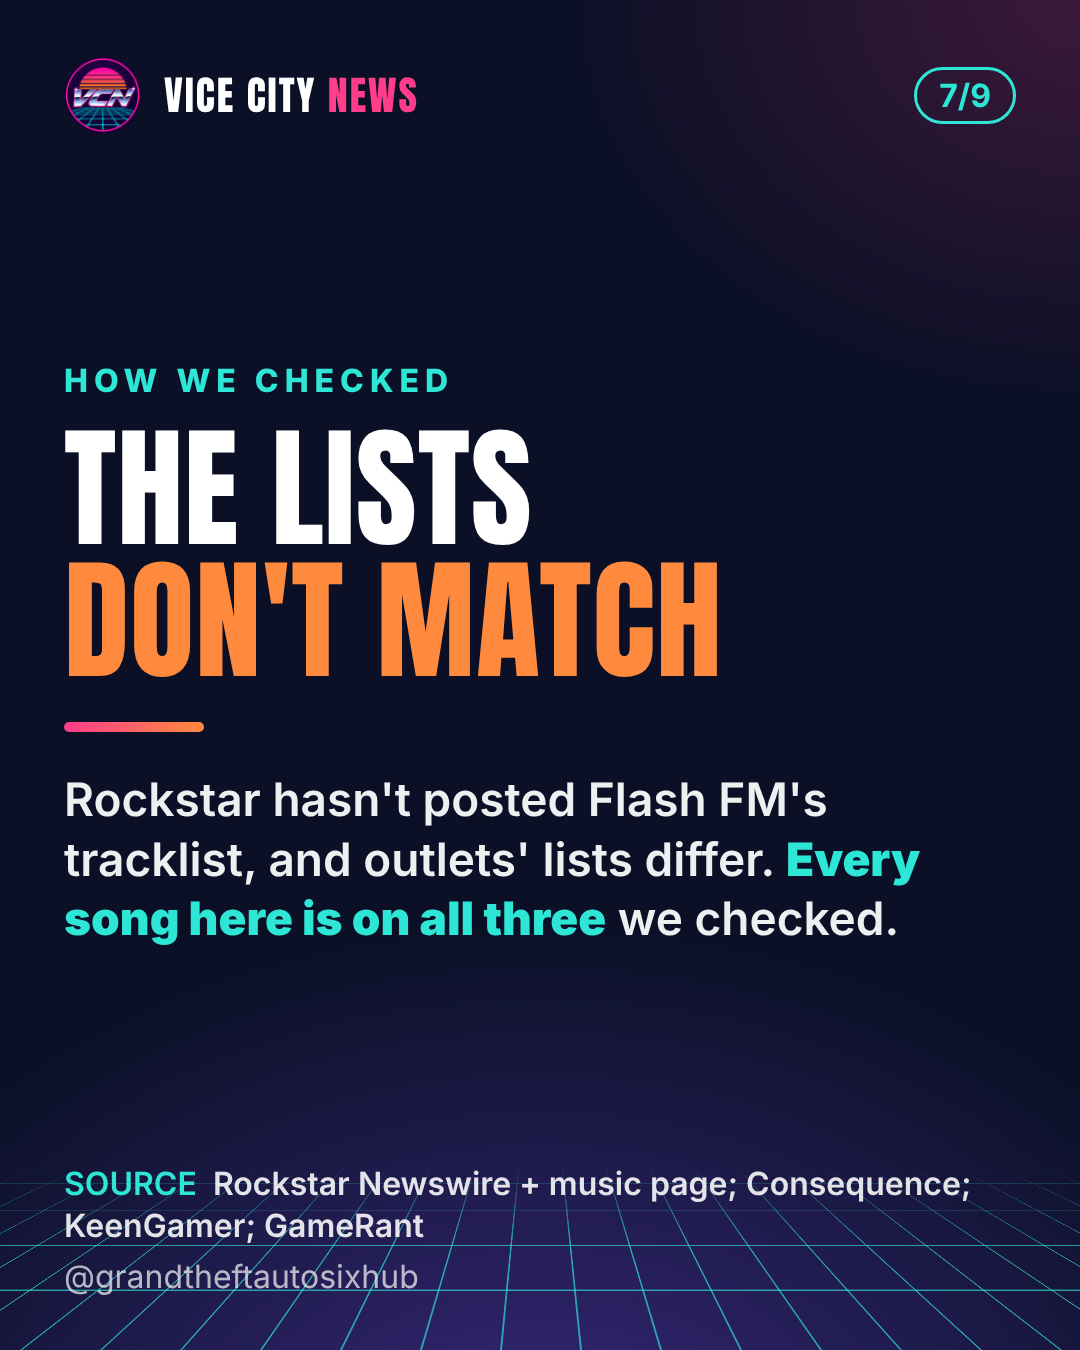 VCN
VICE CITY NEWS
7/9
HOW WE CHECKED
THE LISTS
DON'T MATCH
Rockstar hasn't posted Flash FM's
tracklist, and outlets' lists differ. Every
song here is on all three we checked.
SOURCE Rockstar Newswire + music page; Consequence;
KeenGamer; GameRant
@grandtheftautosixhub